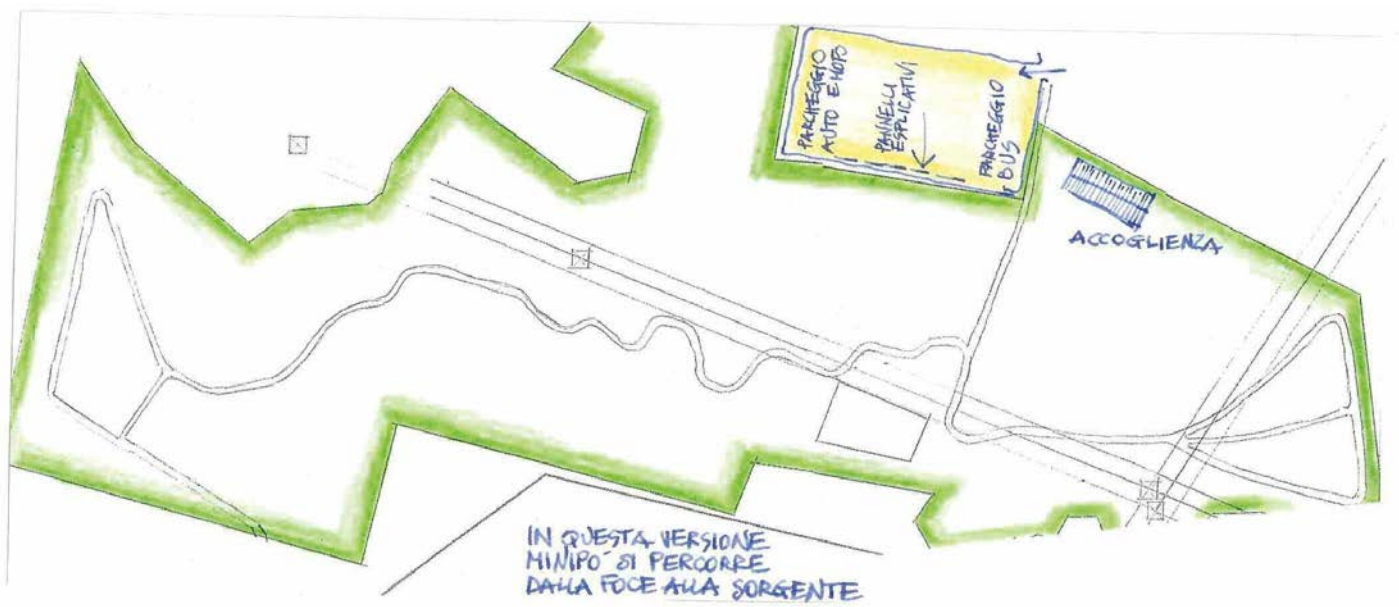 PARCHEGGIO
AUTO E MOTO
PANNELLI
ESPLICATIVI
PARCHEGGIO
BUS
ACCOGLIENZA
IN QUESTA VERSIONE
MINIPO' SI PERCORRE
DALLA FOCE ALLA SORGENTE